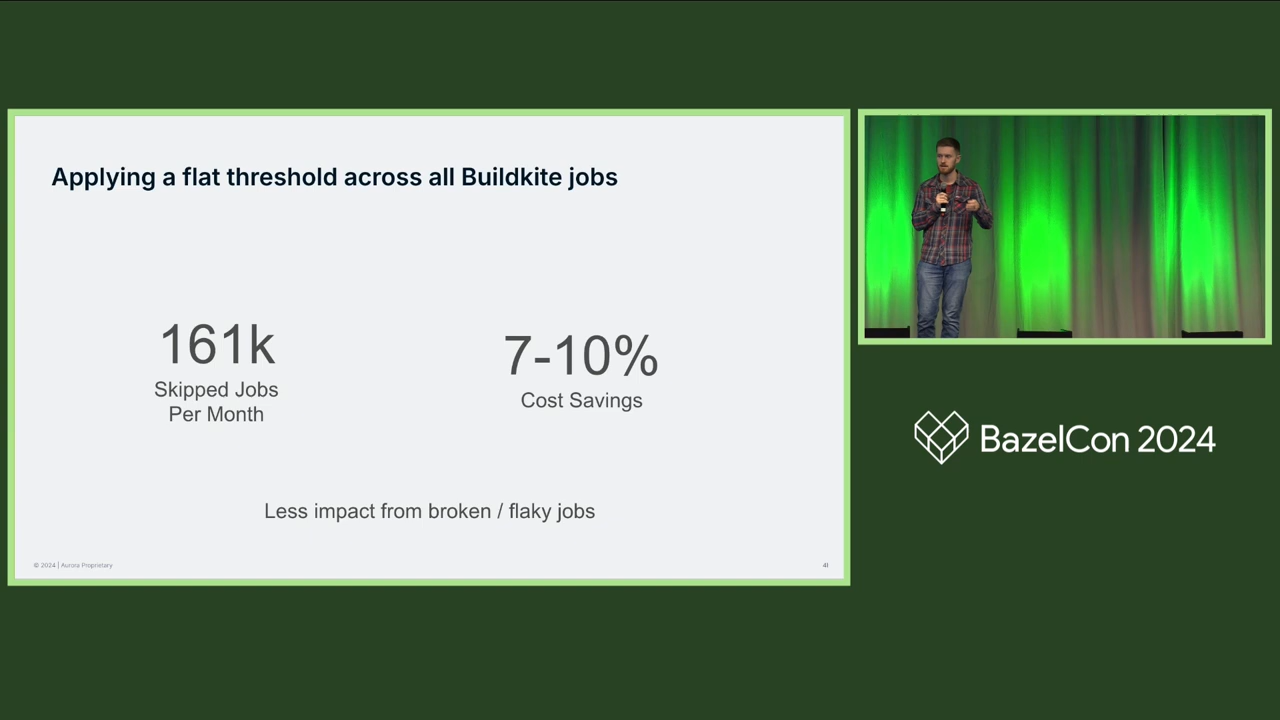 Applying a flat threshold across all Buildkite jobs
161k
Skipped Jobs
Per Month
7-10%
Cost Savings
Less impact from broken / flaky jobs
© 2024 | Aurora Proprietary
41
BazelCon 2024